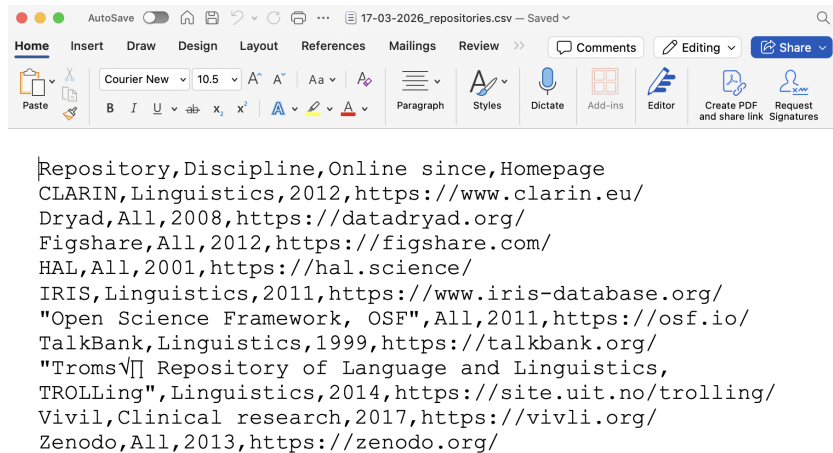 AutoSave 17-03-2026_repositories.csv — Saved
Home Insert Draw Design Layout References Mailings Review Comments Editing Share
Courier New 10.5 Aa
Paste B I U ab x₂ x² A A Paragraph Styles Dictate Add-ins Editor Create PDF and share link Request Signatures
Repository,Discipline,Online since,Homepage
CLARIN,Linguistics,2012,https://www.clarin.eu/
Dryad,All,2008,https://datadryad.org/
Figshare,All,2012,https://figshare.com/
HAL,All,2001,https://hal.science/
IRIS,Linguistics,2011,https://www.iris-database.org/
"Open Science Framework, OSF",All,2011,https://osf.io/
TalkBank,Linguistics,1999,https://talkbank.org/
"Troms√∏ Repository of Language and Linguistics,
TROLLing",Linguistics,2014,https://site.uit.no/trolling/
Vivil,Clinical research,2017,https://vivli.org/
Zenodo,All,2013,https://zenodo.org/